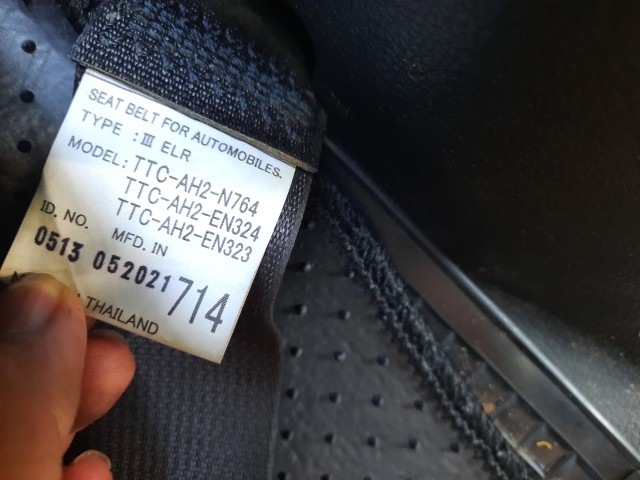 SEAT BELT FOR AUTOMOBILES.
TYPE : III ELR
MODEL: TTC-AH2-N764
TTC-AH2-EN324
TTC-AH2-EN323
ID. NO. MFD. IN
0513 052021 714
THAILAND